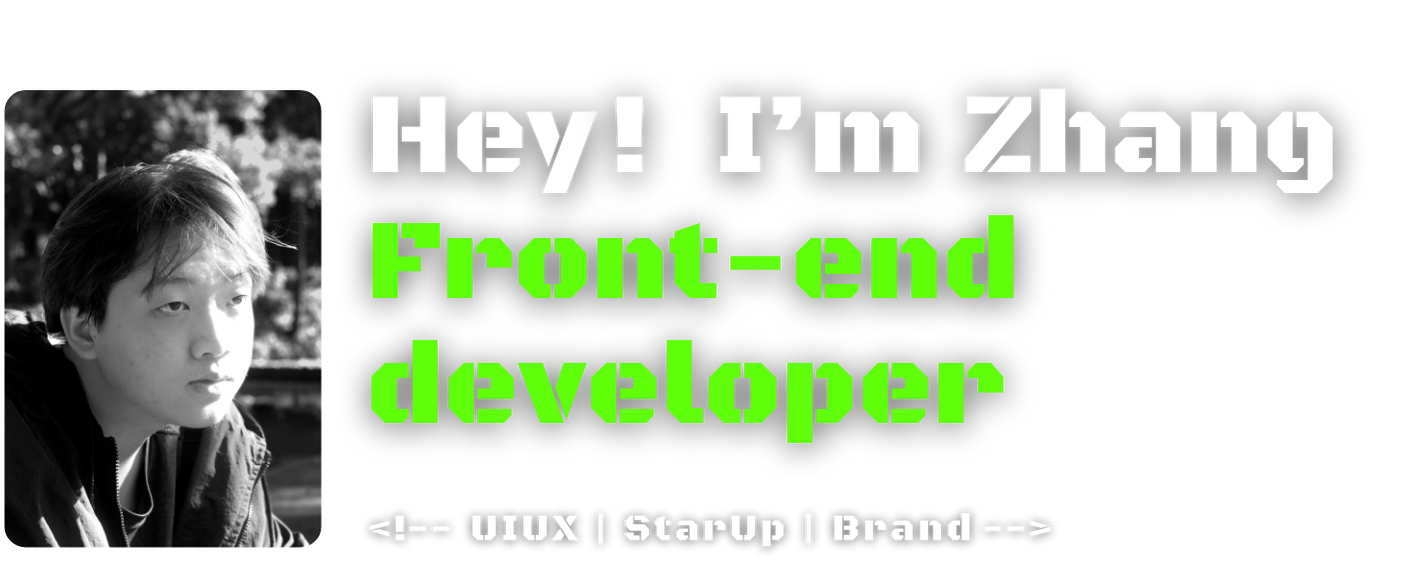 Hey! I’m Zhang
Front-end
developer
<!-- UIUX | StarUp | Brand -->